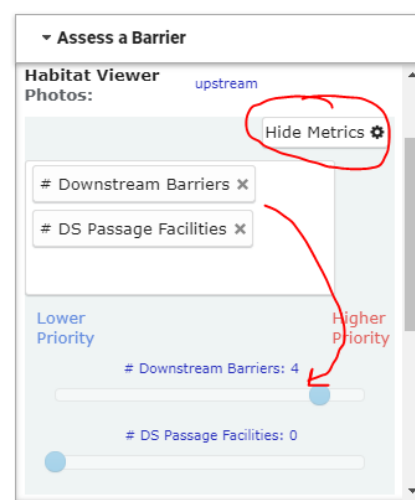 Assess a Barrier
Habitat Viewer
Photos:
upstream
Hide Metrics
# Downstream Barriers ×
# DS Passage Facilities ×
Lower
Priority
Higher
Priority
# Downstream Barriers: 4
# DS Passage Facilities: 0